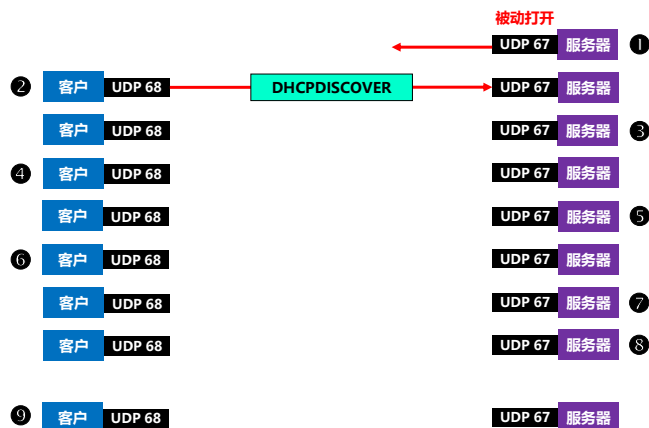 被动打开
UDP 67 服务器 ❶
❷ 客户 UDP 68 DHCPDISCOVER UDP 67 服务器
客户 UDP 68 UDP 67 服务器 ❸
❹ 客户 UDP 68 UDP 67 服务器
客户 UDP 68 UDP 67 服务器 ❺
❻ 客户 UDP 68 UDP 67 服务器
客户 UDP 68 UDP 67 服务器 ❼
客户 UDP 68 UDP 67 服务器 ❽
❾ 客户 UDP 68 UDP 67 服务器